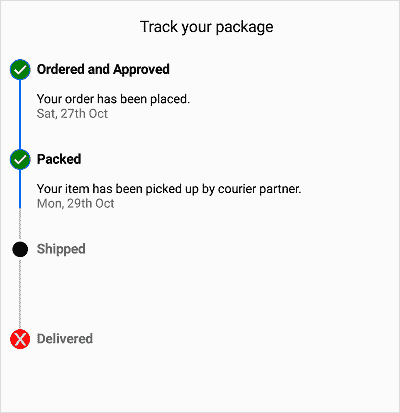 Track your package
Ordered and Approved
Your order has been placed.
Sat, 27th Oct
Packed
Your item has been picked up by courier partner.
Mon, 29th Oct
Shipped
Delivered